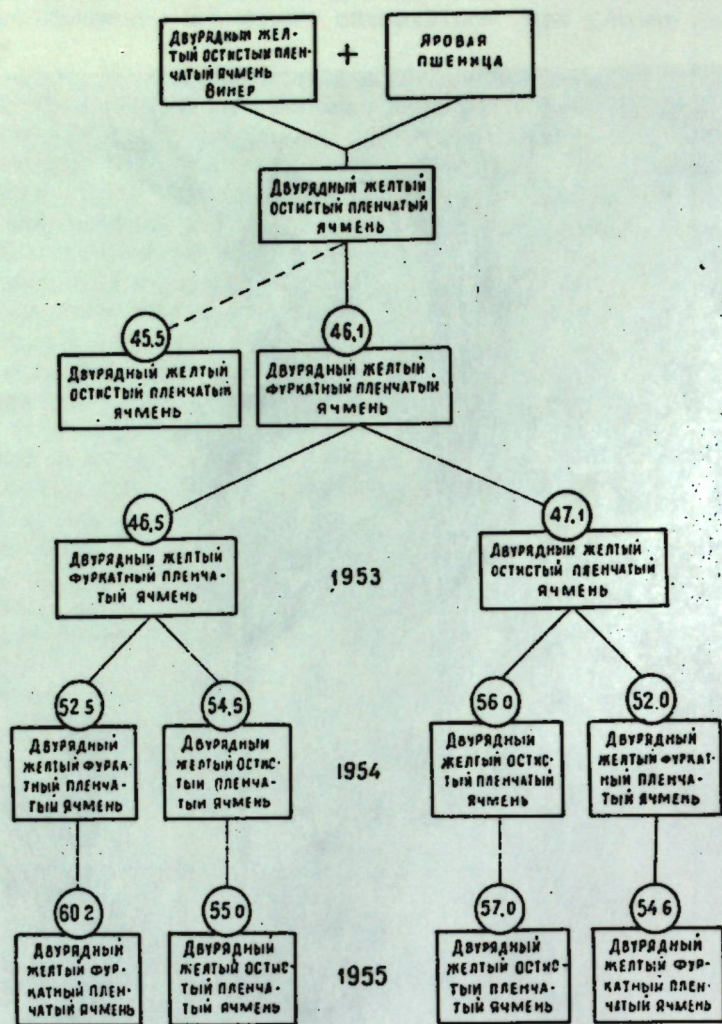 ДВУРЯДНЫЙ ЖЕЛ-
ТЫЙ ОСТИСТЫЙ ПЛЕН-
ЧАТЫЙ ЯЧМЕНЬ
ВИНЕР
+
ЯРОВАЯ
ПШЕНИЦА
ДВУРЯДНЫЙ ЖЕЛТЫЙ
ОСТИСТЫЙ ПЛЕНЧАТЫЙ
ЯЧМЕНЬ
45,5
ДВУРЯДНЫЙ ЖЕЛТЫЙ
ОСТИСТЫЙ ПЛЕНЧАТЫЙ
ЯЧМЕНЬ
46,1
ДВУРЯДНЫЙ ЖЕЛТЫЙ
ФУРКАТНЫЙ ПЛЕНЧАТЫЙ
ЯЧМЕНЬ
46,5
ДВУРЯДНЫЙ ЖЕЛТЫЙ
ФУРКАТНЫЙ ПЛЕНЧА-
ТЫЙ ЯЧМЕНЬ
1953
47,1
ДВУРЯДНЫЙ ЖЕЛТЫЙ
ОСТИСТЫЙ ПЛЕНЧАТЫЙ
ЯЧМЕНЬ
52 5
ДВУРЯДНЫЙ
ЖЕЛТЫЙ ФУРКА-
ТНЫЙ ПЛЕНЧА-
ТЫЙ ЯЧМЕНЬ
54,5
ДВУРЯДНЫЙ
ЖЕЛТЫЙ ОСТИС-
ТЫЙ ПЛЕНЧА-
ТЫЙ ЯЧМЕНЬ
1954
56 0
ДВУРЯДНЫЙ
ЖЕЛТЫЙ ОСТИС-
ТЫЙ ПЛЕНЧАТЫЙ
ЯЧМЕНЬ
52,0
ДВУРЯДНЫЙ
ЖЕЛТЫЙ ФУРКАТ-
НЫЙ ПЛЕНЧА-
ТЫЙ ЯЧМЕНЬ
60 2
ДВУРЯДНЫЙ
ЖЕЛТЫЙ ФУР-
КАТНЫЙ ПЛЕН-
ЧАТЫЙ ЯЧМЕНЬ
55 0
ДВУРЯДНЫЙ
ЖЕЛТЫЙ ОСТИС-
ТЫЙ ПЛЕНЧА-
ТЫЙ ЯЧМЕНЬ
1955
57,0
ДВУРЯДНЫЙ
ЖЕЛТЫЙ ОСТИС-
ТЫЙ ПЛЕНЧА-
ТЫЙ ЯЧМЕНЬ
54 6
ДВУРЯДНЫЙ
ЖЕЛТЫЙ ФУР-
КАТНЫЙ ПЛЕН-
ЧАТЫЙ ЯЧМЕНЬ